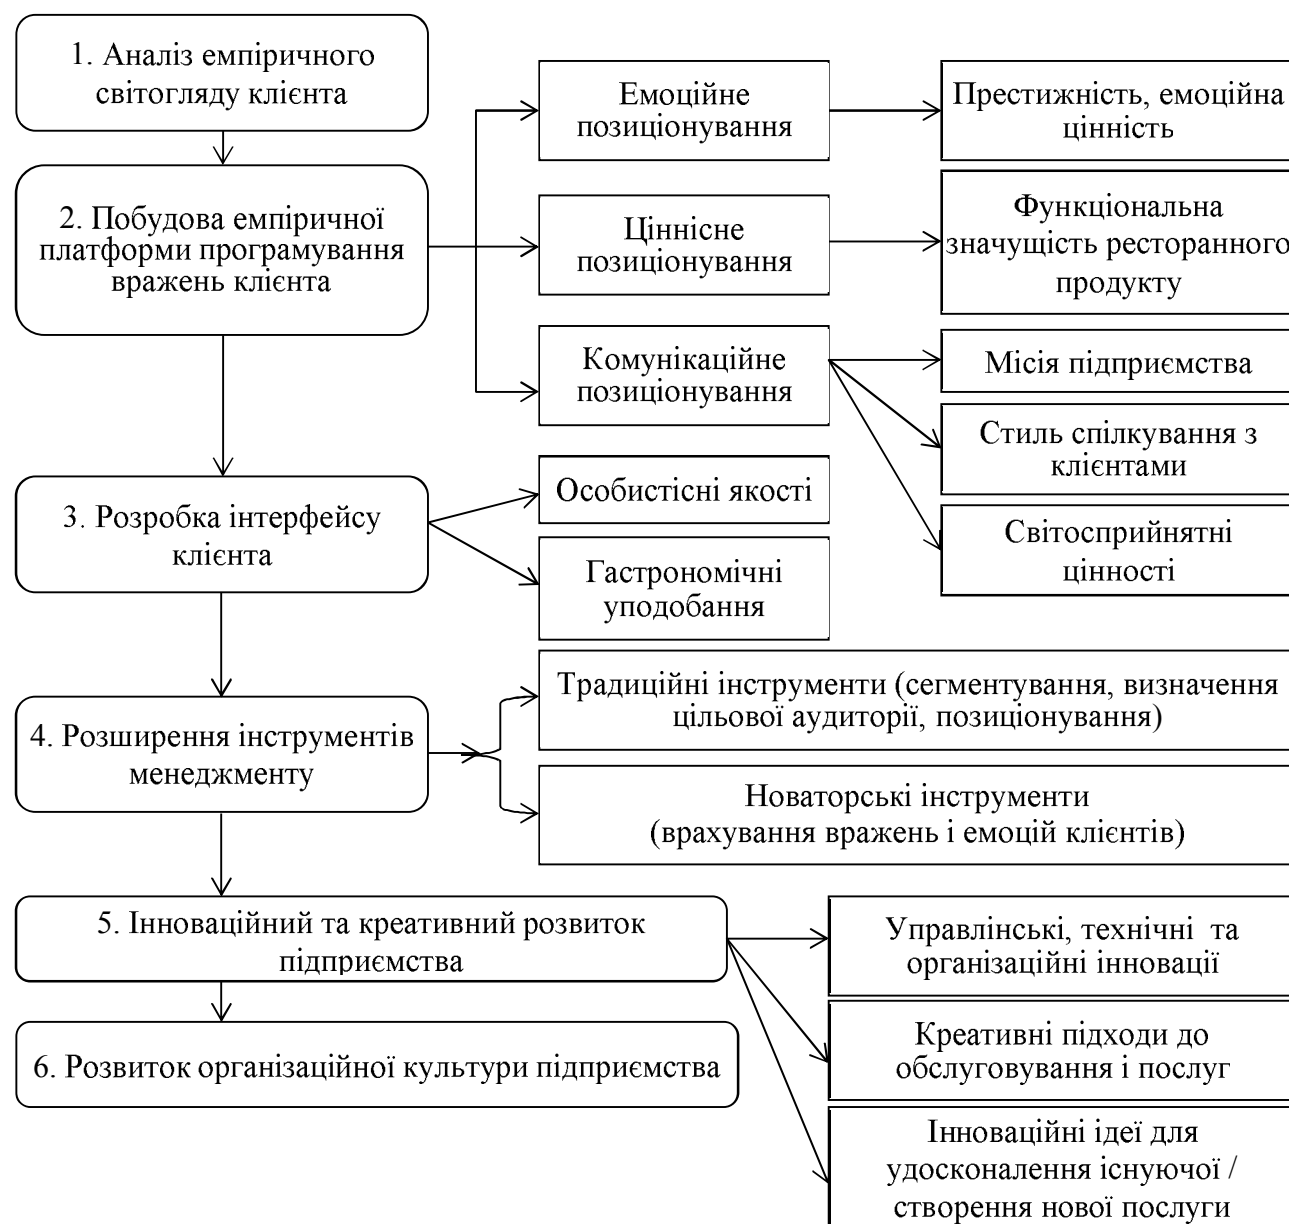 1. Аналіз емпіричного
світогляду клієнта
Емоційне
позиціонування
Престижність, емоційна
цінність
2. Побудова емпіричної
платформи програмування
вражень клієнта
Ціннісне
позиціонування
Функціональна
значущість ресторанного
продукту
Комунікаційне
позиціонування
Місія підприємства
Стиль спілкування з
клієнтами
Світосприйнятні
цінності
3. Розробка інтерфейсу
клієнта
Особистісні якості
Гастрономічні
уподобання
4. Розширення інструментів
менеджменту
Традиційні інструменти (сегментування, визначення
цільової аудиторії, позиціонування)
Новаторські інструменти
(врахування вражень і емоцій клієнтів)
5. Інноваційний та креативний розвиток
підприємства
Управлінські, технічні та
організаційні інновації
Креативні підходи до
обслуговування і послуг
Інноваційні ідеї для
удосконалення існуючої /
створення нової послуги
6. Розвиток організаційної культури підприємства